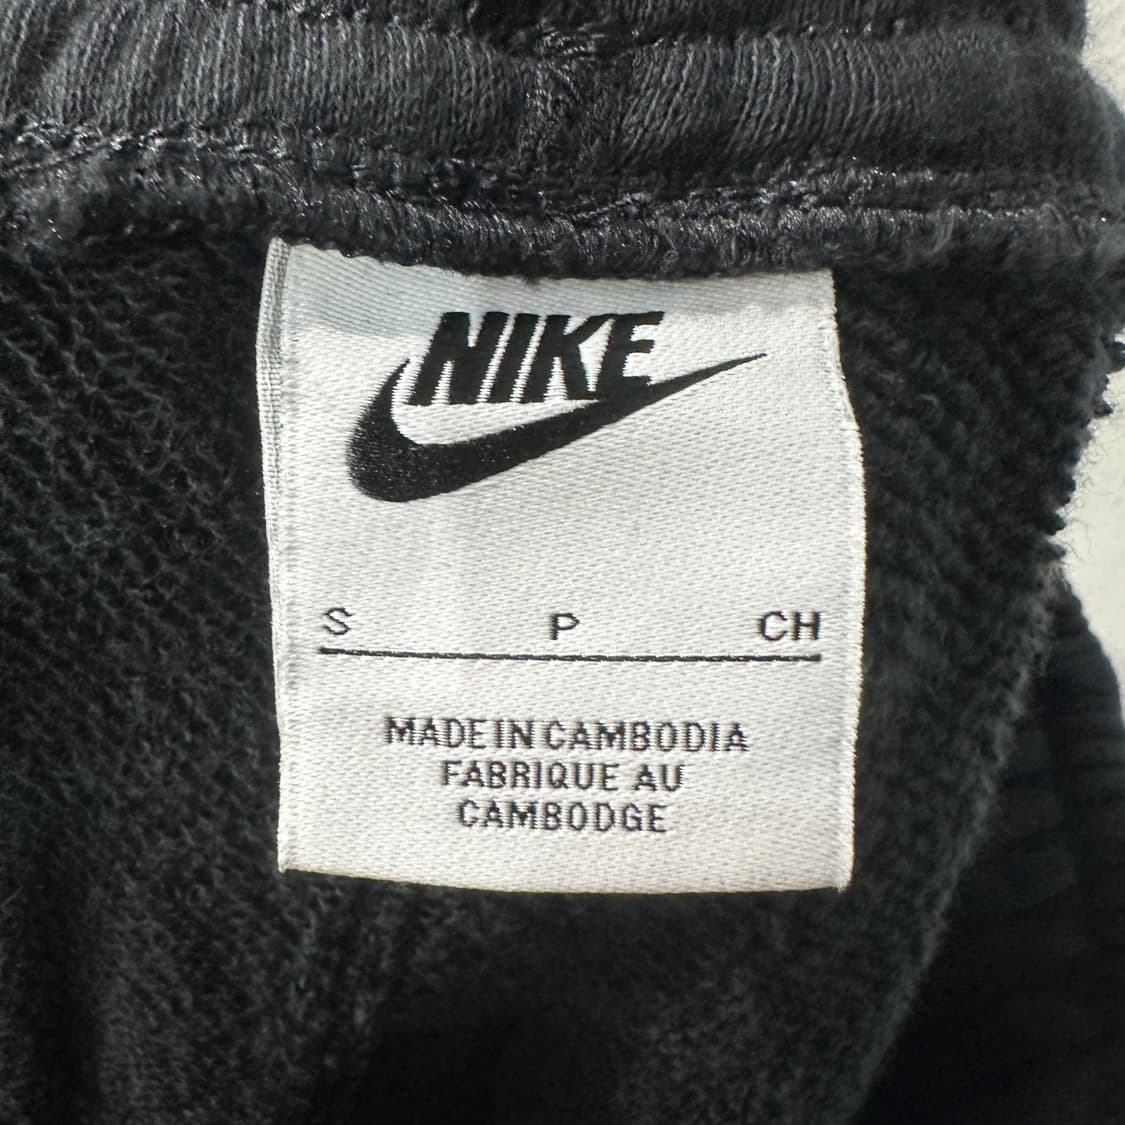 NIKE
S P CH
MADE IN CAMBODIA
FABRIQUE AU
CAMBODGE